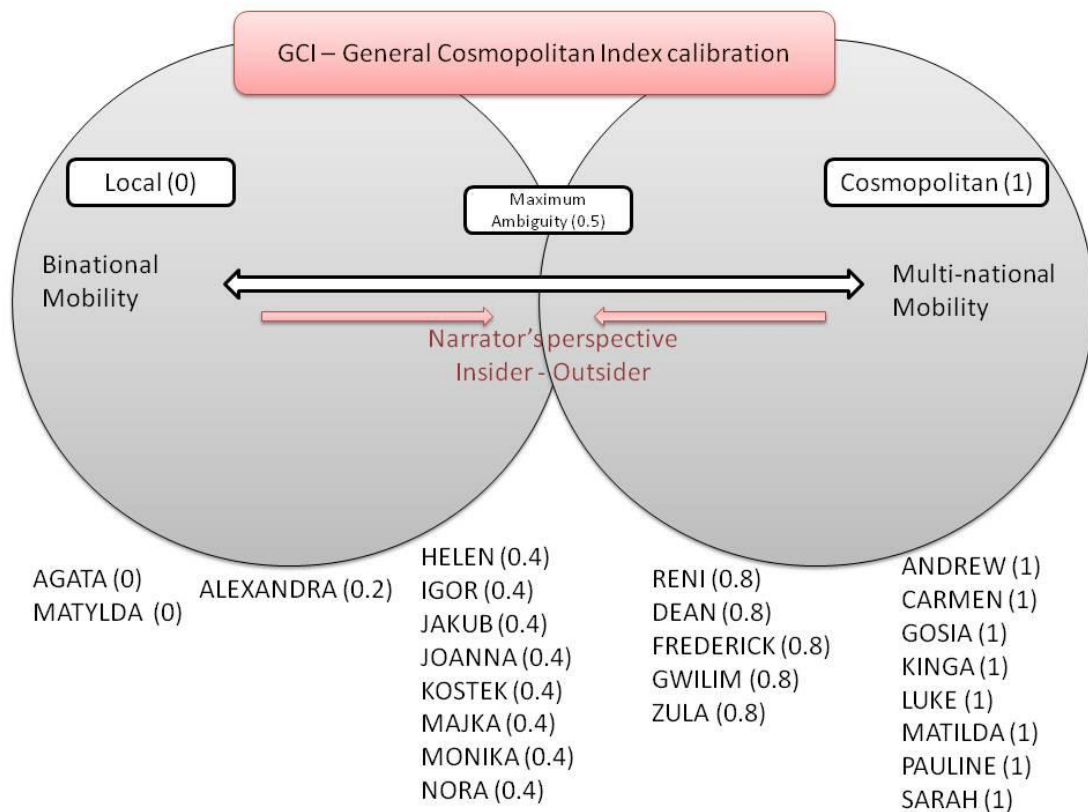 GCI – General Cosmopolitan Index calibration
Local (0)
Maximum
Ambiguity (0.5)
Cosmopolitan (1)
Binational
Mobility
Multi-national
Mobility
Narrator's perspective
Insider - Outsider
AGATA (0)
MATYLDA (0)
ALEXANDRA (0.2)
HELEN (0.4)
IGOR (0.4)
JAKUB (0.4)
JOANNA (0.4)
KOSTEK (0.4)
MAJKA (0.4)
MONIKA (0.4)
NORA (0.4)
RENI (0.8)
DEAN (0.8)
FREDERICK (0.8)
GWILIM (0.8)
ZULA (0.8)
ANDREW (1)
CARMEN (1)
GOSIA (1)
KINGA (1)
LUKE (1)
MATILDA (1)
PAULINE (1)
SARAH (1)